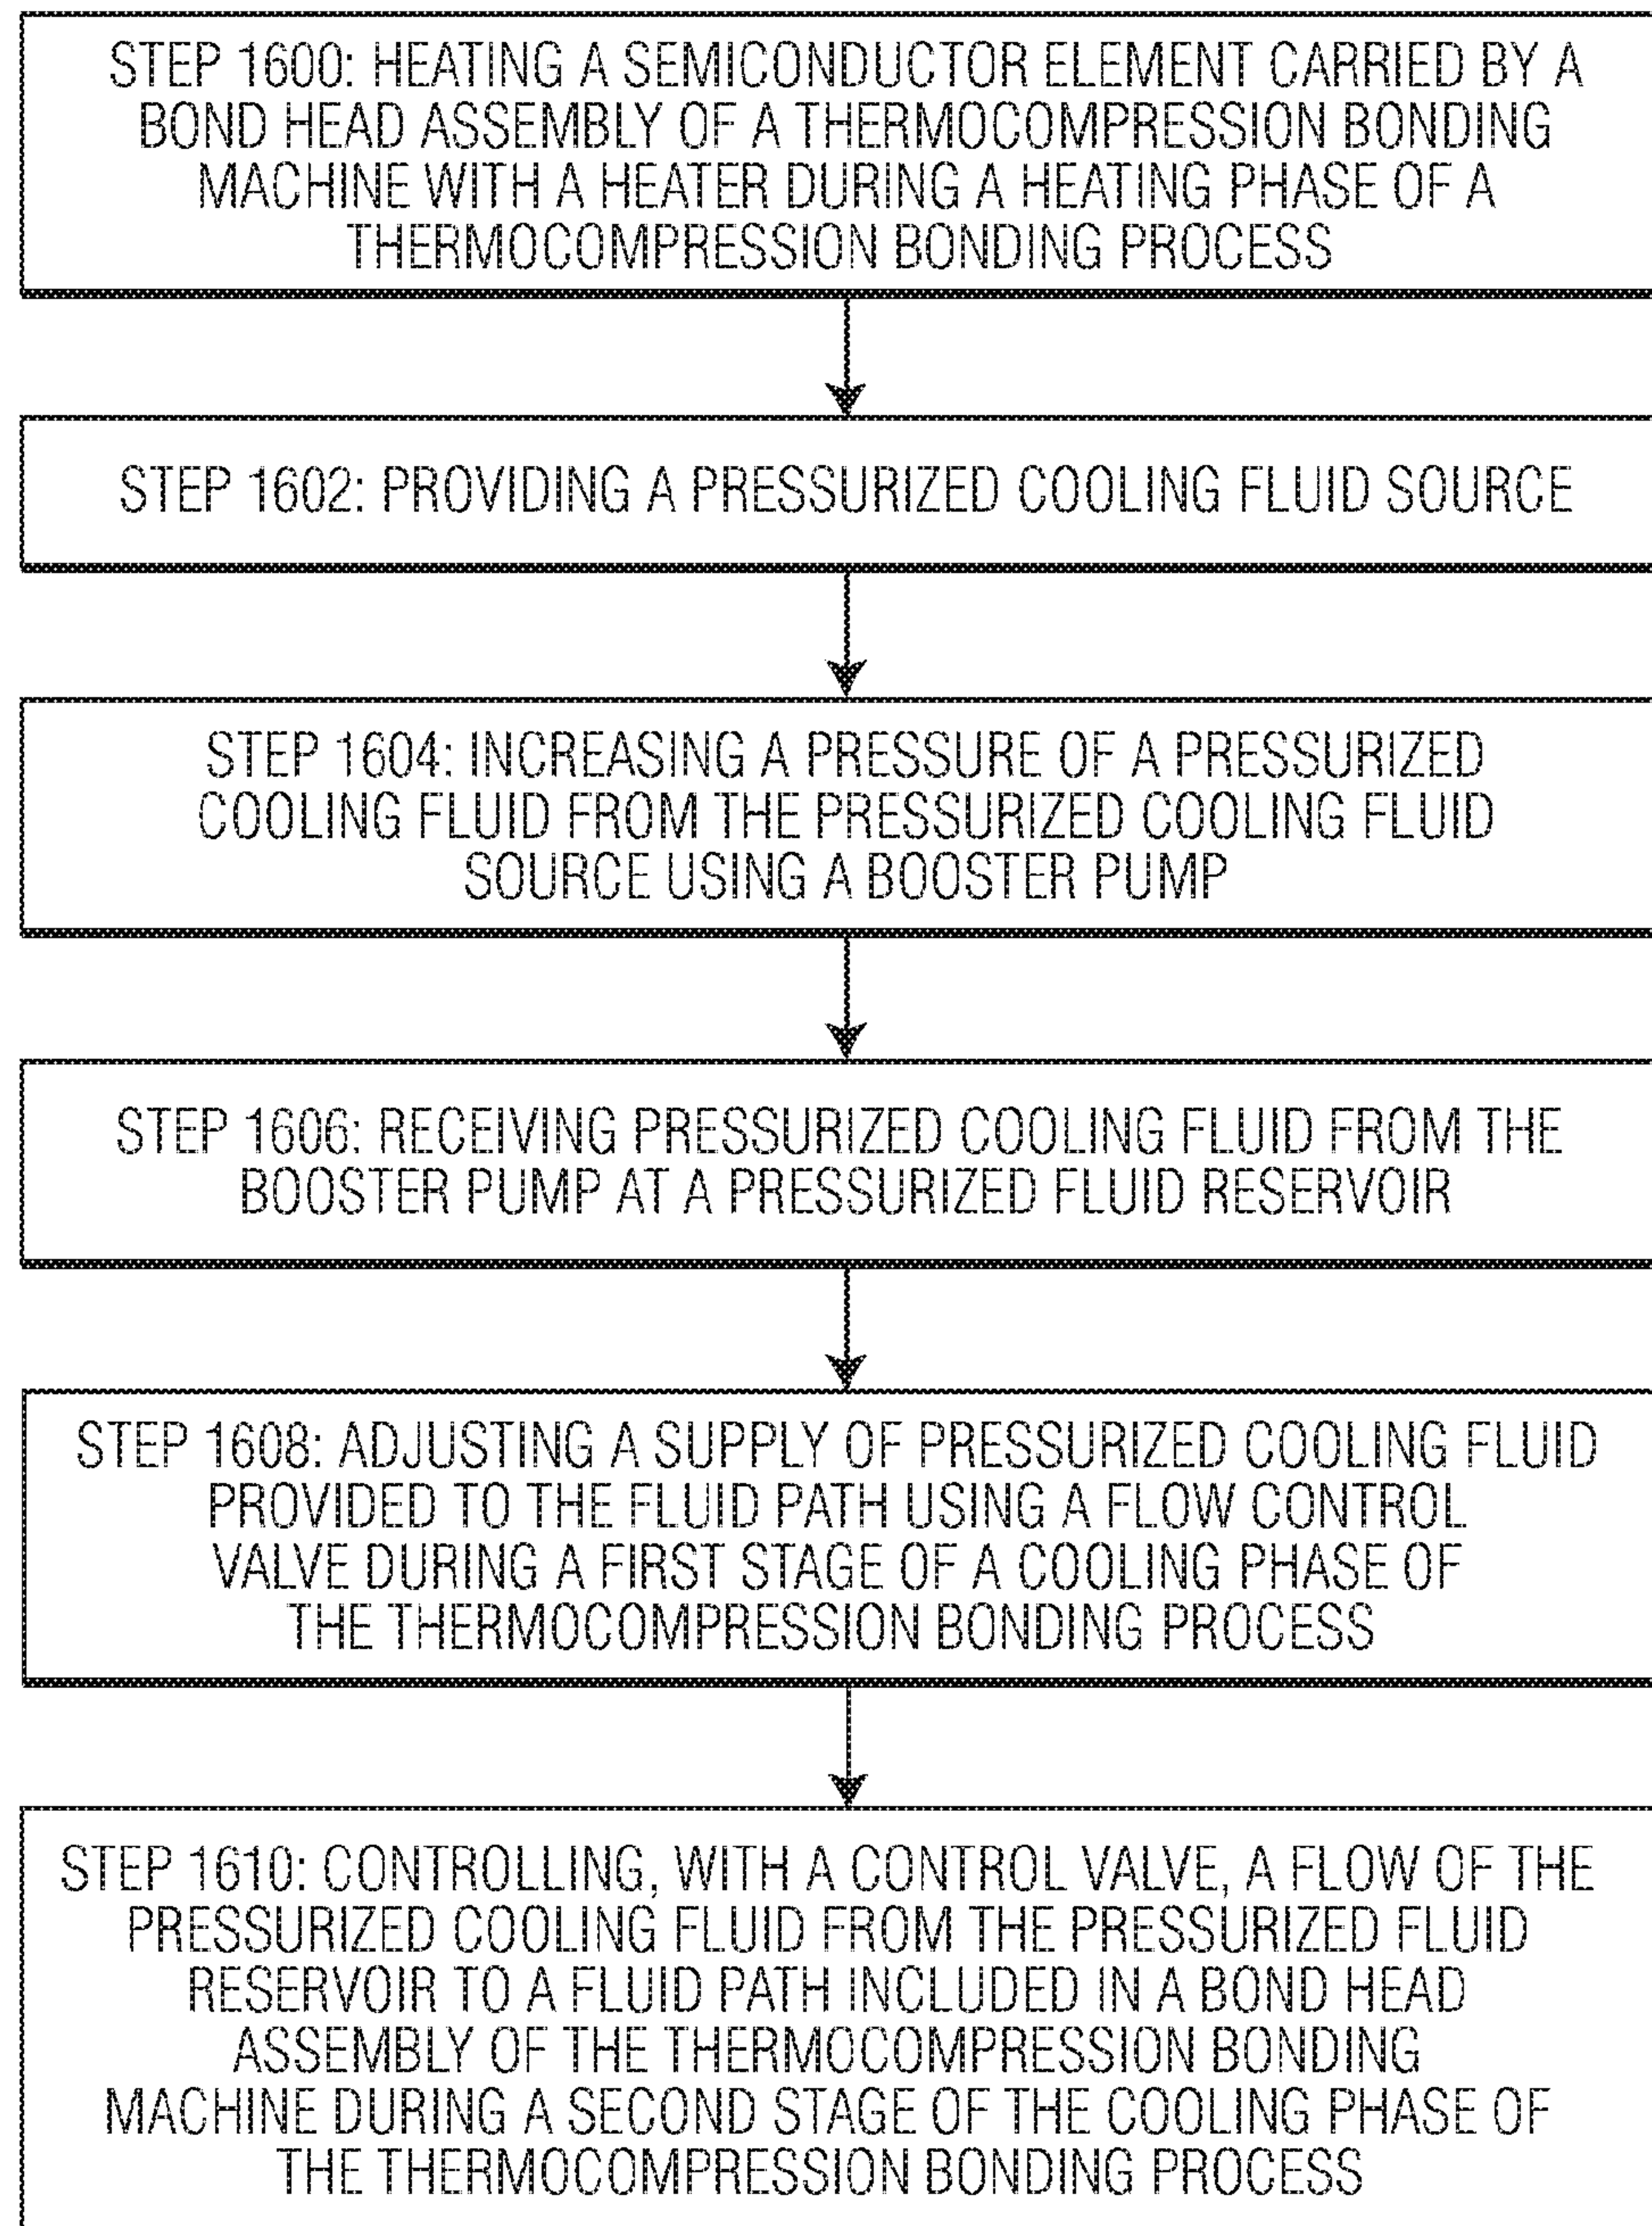 STEP 1600: HEATING A SEMICONDUCTOR ELEMENT CARRIED BY A
BOND HEAD ASSEMBLY OF A THERMOCOMPRESSION BONDING
MACHINE WITH A HEATER DURING A HEATING PHASE OF A
THERMOCOMPRESSION BONDING PROCESS
STEP 1602: PROVIDING A PRESSURIZED COOLING FLUID SOURCE
STEP 1604: INCREASING A PRESSURE OF A PRESSURIZED
COOLING FLUID FROM THE PRESSURIZED COOLING FLUID
SOURCE USING A BOOSTER PUMP
STEP 1606: RECEIVING PRESSURIZED COOLING FLUID FROM THE
BOOSTER PUMP AT A PRESSURIZED FLUID RESERVOIR
STEP 1608: ADJUSTING A SUPPLY OF PRESSURIZED COOLING FLUID
PROVIDED TO THE FLUID PATH USING A FLOW CONTROL
VALVE DURING A FIRST STAGE OF A COOLING PHASE OF
THE THERMOCOMPRESSION BONDING PROCESS
STEP 1610: CONTROLLING, WITH A CONTROL VALVE, A FLOW OF THE
PRESSURIZED COOLING FLUID FROM THE PRESSURIZED FLUID
RESERVOIR TO A FLUID PATH INCLUDED IN A BOND HEAD
ASSEMBLY OF THE THERMOCOMPRESSION BONDING
MACHINE DURING A SECOND STAGE OF THE COOLING PHASE OF
THE THERMOCOMPRESSION BONDING PROCESS